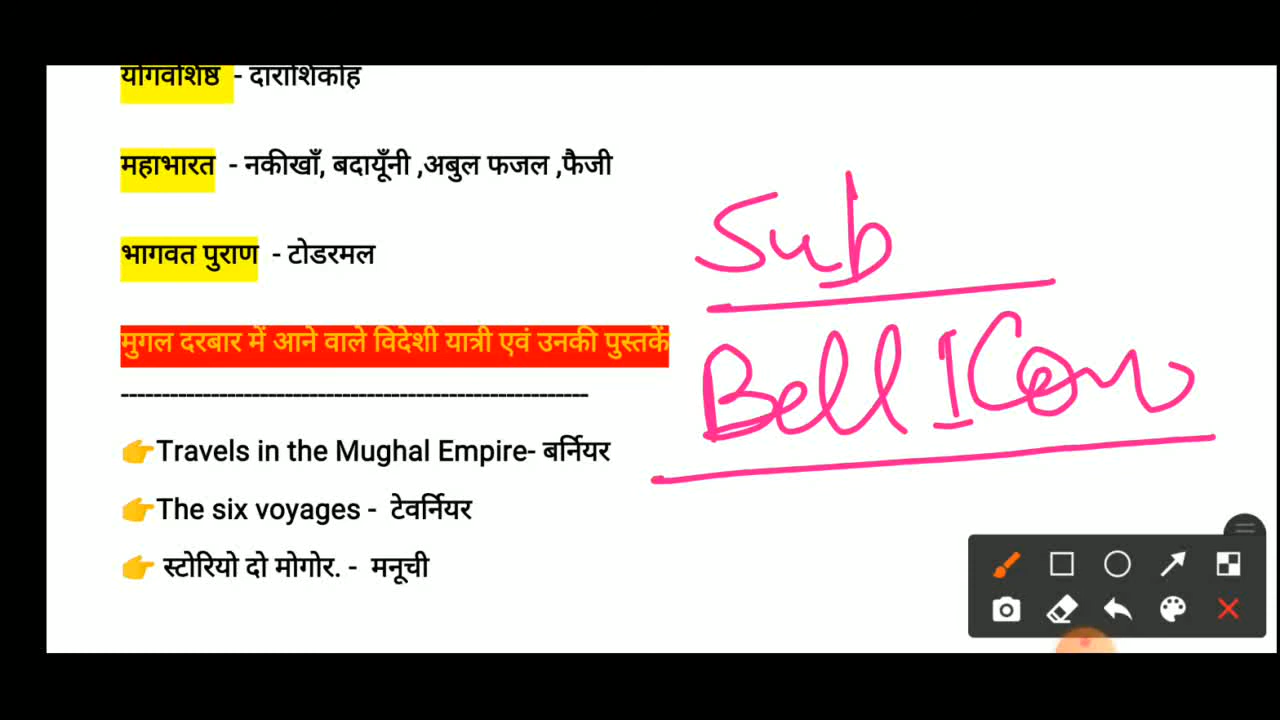 योगवशिष्ठ - दाराशिकोह
महाभारत - नकीखाँ, बदायूँनी ,अबुल फजल ,फैजी
भागवत पुराण - टोडरमल
मुगल दरबार में आने वाले विदेशी यात्री एवं उनकी पुस्तकें
---------------------------------------------------------
👉Travels in the Mughal Empire- बर्नियर
👉The six voyages - टेवर्नियर
👉 स्टोरियो दो मोगोर. - मनूची
Sub
Bell Icon